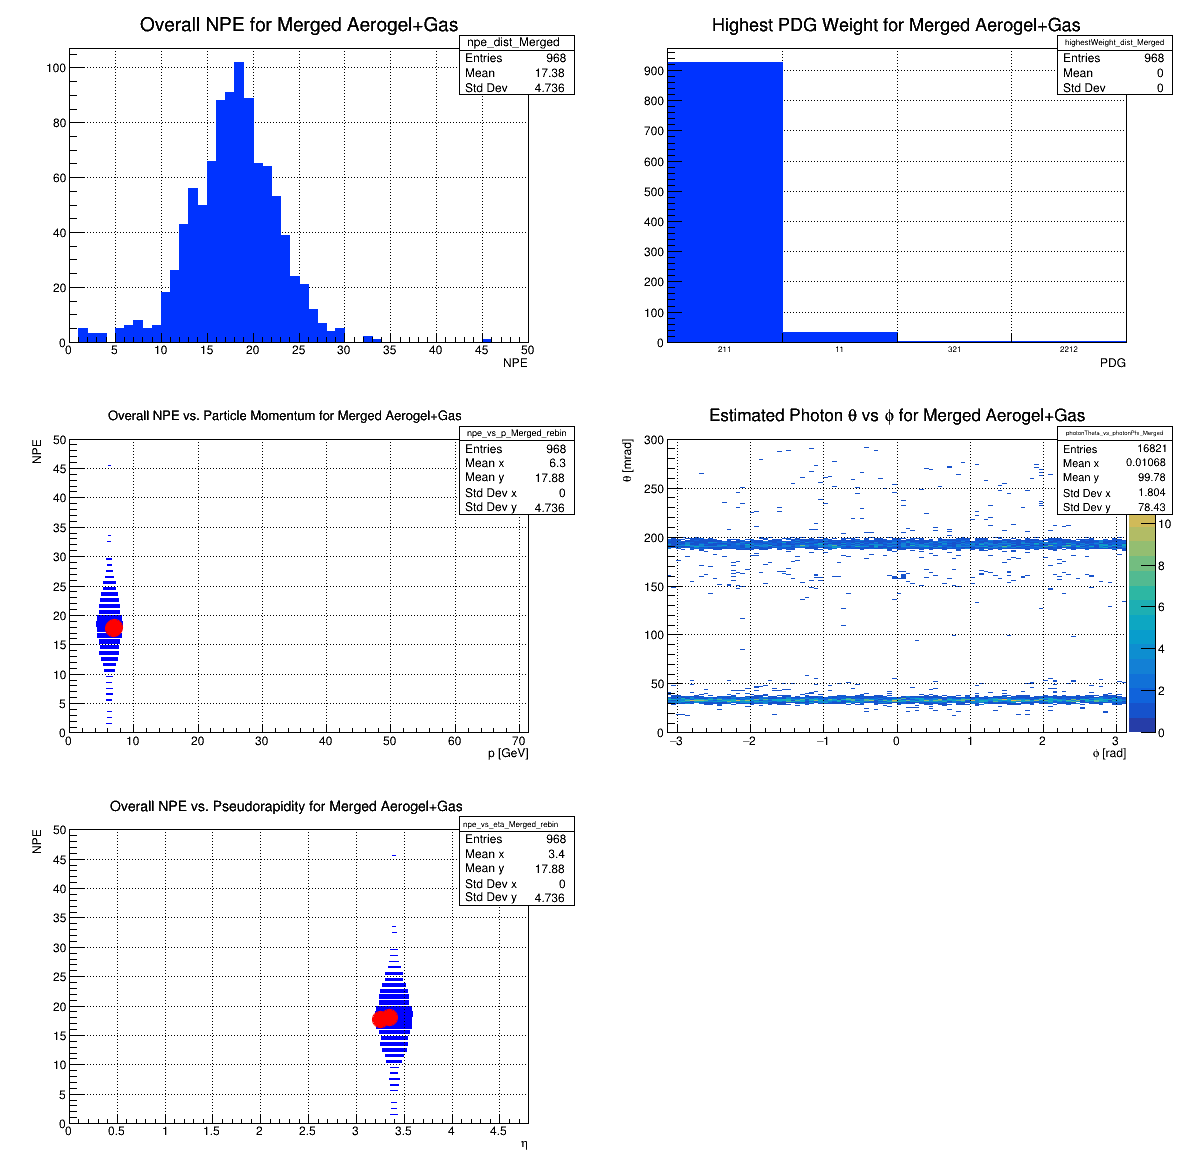 Overall NPE for Merged Aerogel+Gas
npe_dist_Merged
Entries 968
Mean 17.38
Std Dev 4.736
100
80
60
40
20
0
0 5 10 15 20 25 30 35 40 45 50
NPE
Highest PDG Weight for Merged Aerogel+Gas
highestWeight_dist_Merged
Entries 968
Mean 0
Std Dev 0
900
800
700
600
500
400
300
200
100
0
211 11 321 2212
PDG
Overall NPE vs. Particle Momentum for Merged Aerogel+Gas
npe_vs_p_Merged_rebin
Entries 968
Mean x 6.3
Mean y 17.88
Std Dev x 0
Std Dev y 4.736
NPE
50
45
40
35
30
25
20
15
10
5
0
0 10 20 30 40 50 60 70
p [GeV]
Estimated Photon θ vs ϕ for Merged Aerogel+Gas
photonTheta_vs_photonPhi_Merged
Entries 16821
Mean x 0.01068
Mean y 99.78
Std Dev x 1.804
Std Dev y 78.43
θ [mrad]
300
250
200
150
100
50
0
−3 −2 −1 0 1 2 3
ϕ [rad]
10
8
6
4
2
0
Overall NPE vs. Pseudorapidity for Merged Aerogel+Gas
npe_vs_eta_Merged_rebin
Entries 968
Mean x 3.4
Mean y 17.88
Std Dev x 0
Std Dev y 4.736
NPE
50
45
40
35
30
25
20
15
10
5
0
0 0.5 1 1.5 2 2.5 3 3.5 4 4.5
η